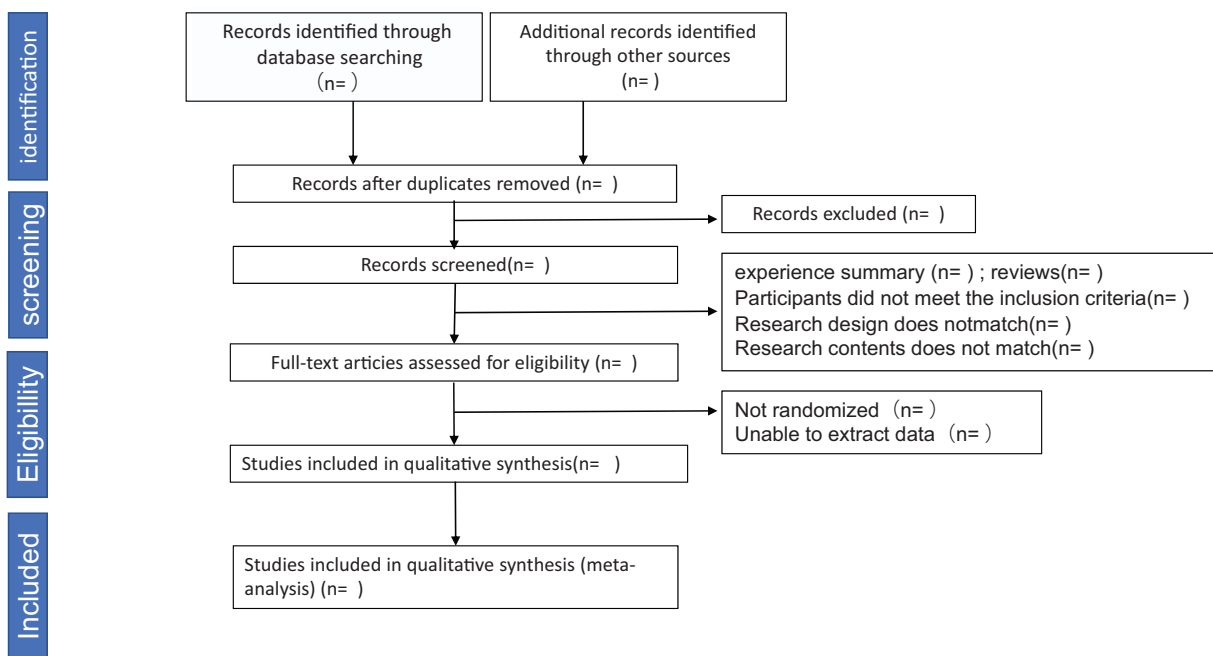 identification
Records identified through
database searching
（n= ）
Additional records identified
through other sources
(n= )
Records after duplicates removed (n=  )
screening
Records excluded (n=  )
Records screened(n=  )
experience summary (n= ) ; reviews(n= )
Participants did not meet the inclusion criteria(n= )
Research design does notmatch(n= )
Research contents does not match(n= )
Eligibillity
Full-text articles assessed for eligibility (n=  )
Not randomized（n= ）
Unable to extract data（n= ）
Studies included in qualitative synthesis(n=  )
Included
Studies included in qualitative synthesis (meta-
analysis) (n=  )